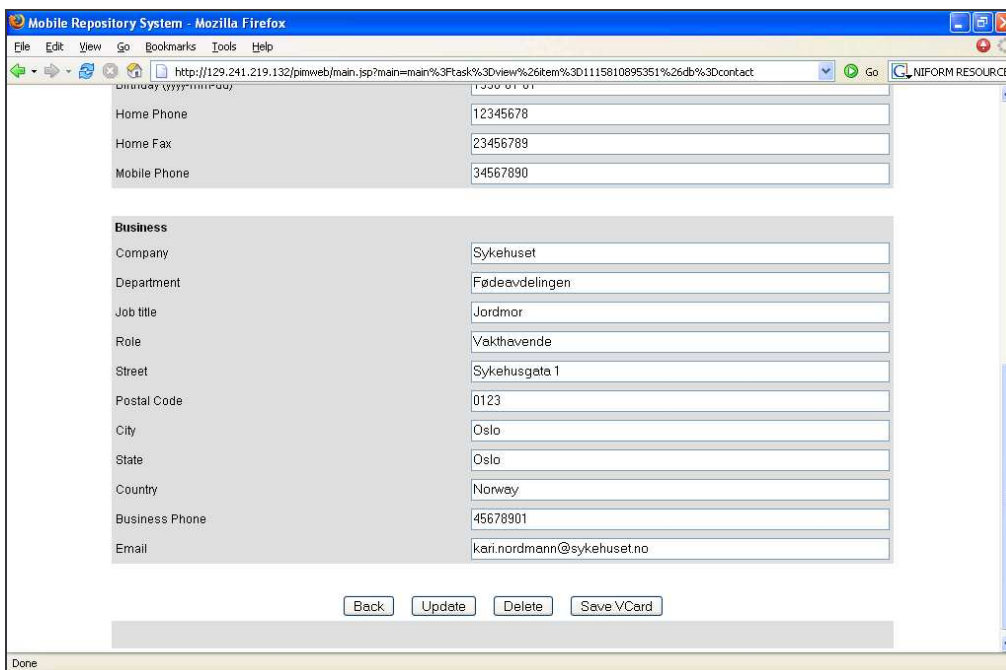 Mobile Repository System - Mozilla Firefox
File Edit View Go Bookmarks Tools Help
http://129.241.219.132/pimweb/main.jsp?main=main%3Ftask%3Dview%26item%3D1115810895351%26db%3Dcontact Go NIFORM RESOURCE
Birthday (yyyy-mm-dd)
Home Phone 12345678
Home Fax 23456789
Mobile Phone 34567890
Business
Company Sykehuset
Department Fødeavdelingen
Job title Jordmor
Role Vakthavende
Street Sykehusgata 1
Postal Code 0123
City Oslo
State Oslo
Country Norway
Business Phone 45678901
Email kari.nordmann@sykehuset.no
Back Update Delete Save VCard
Done